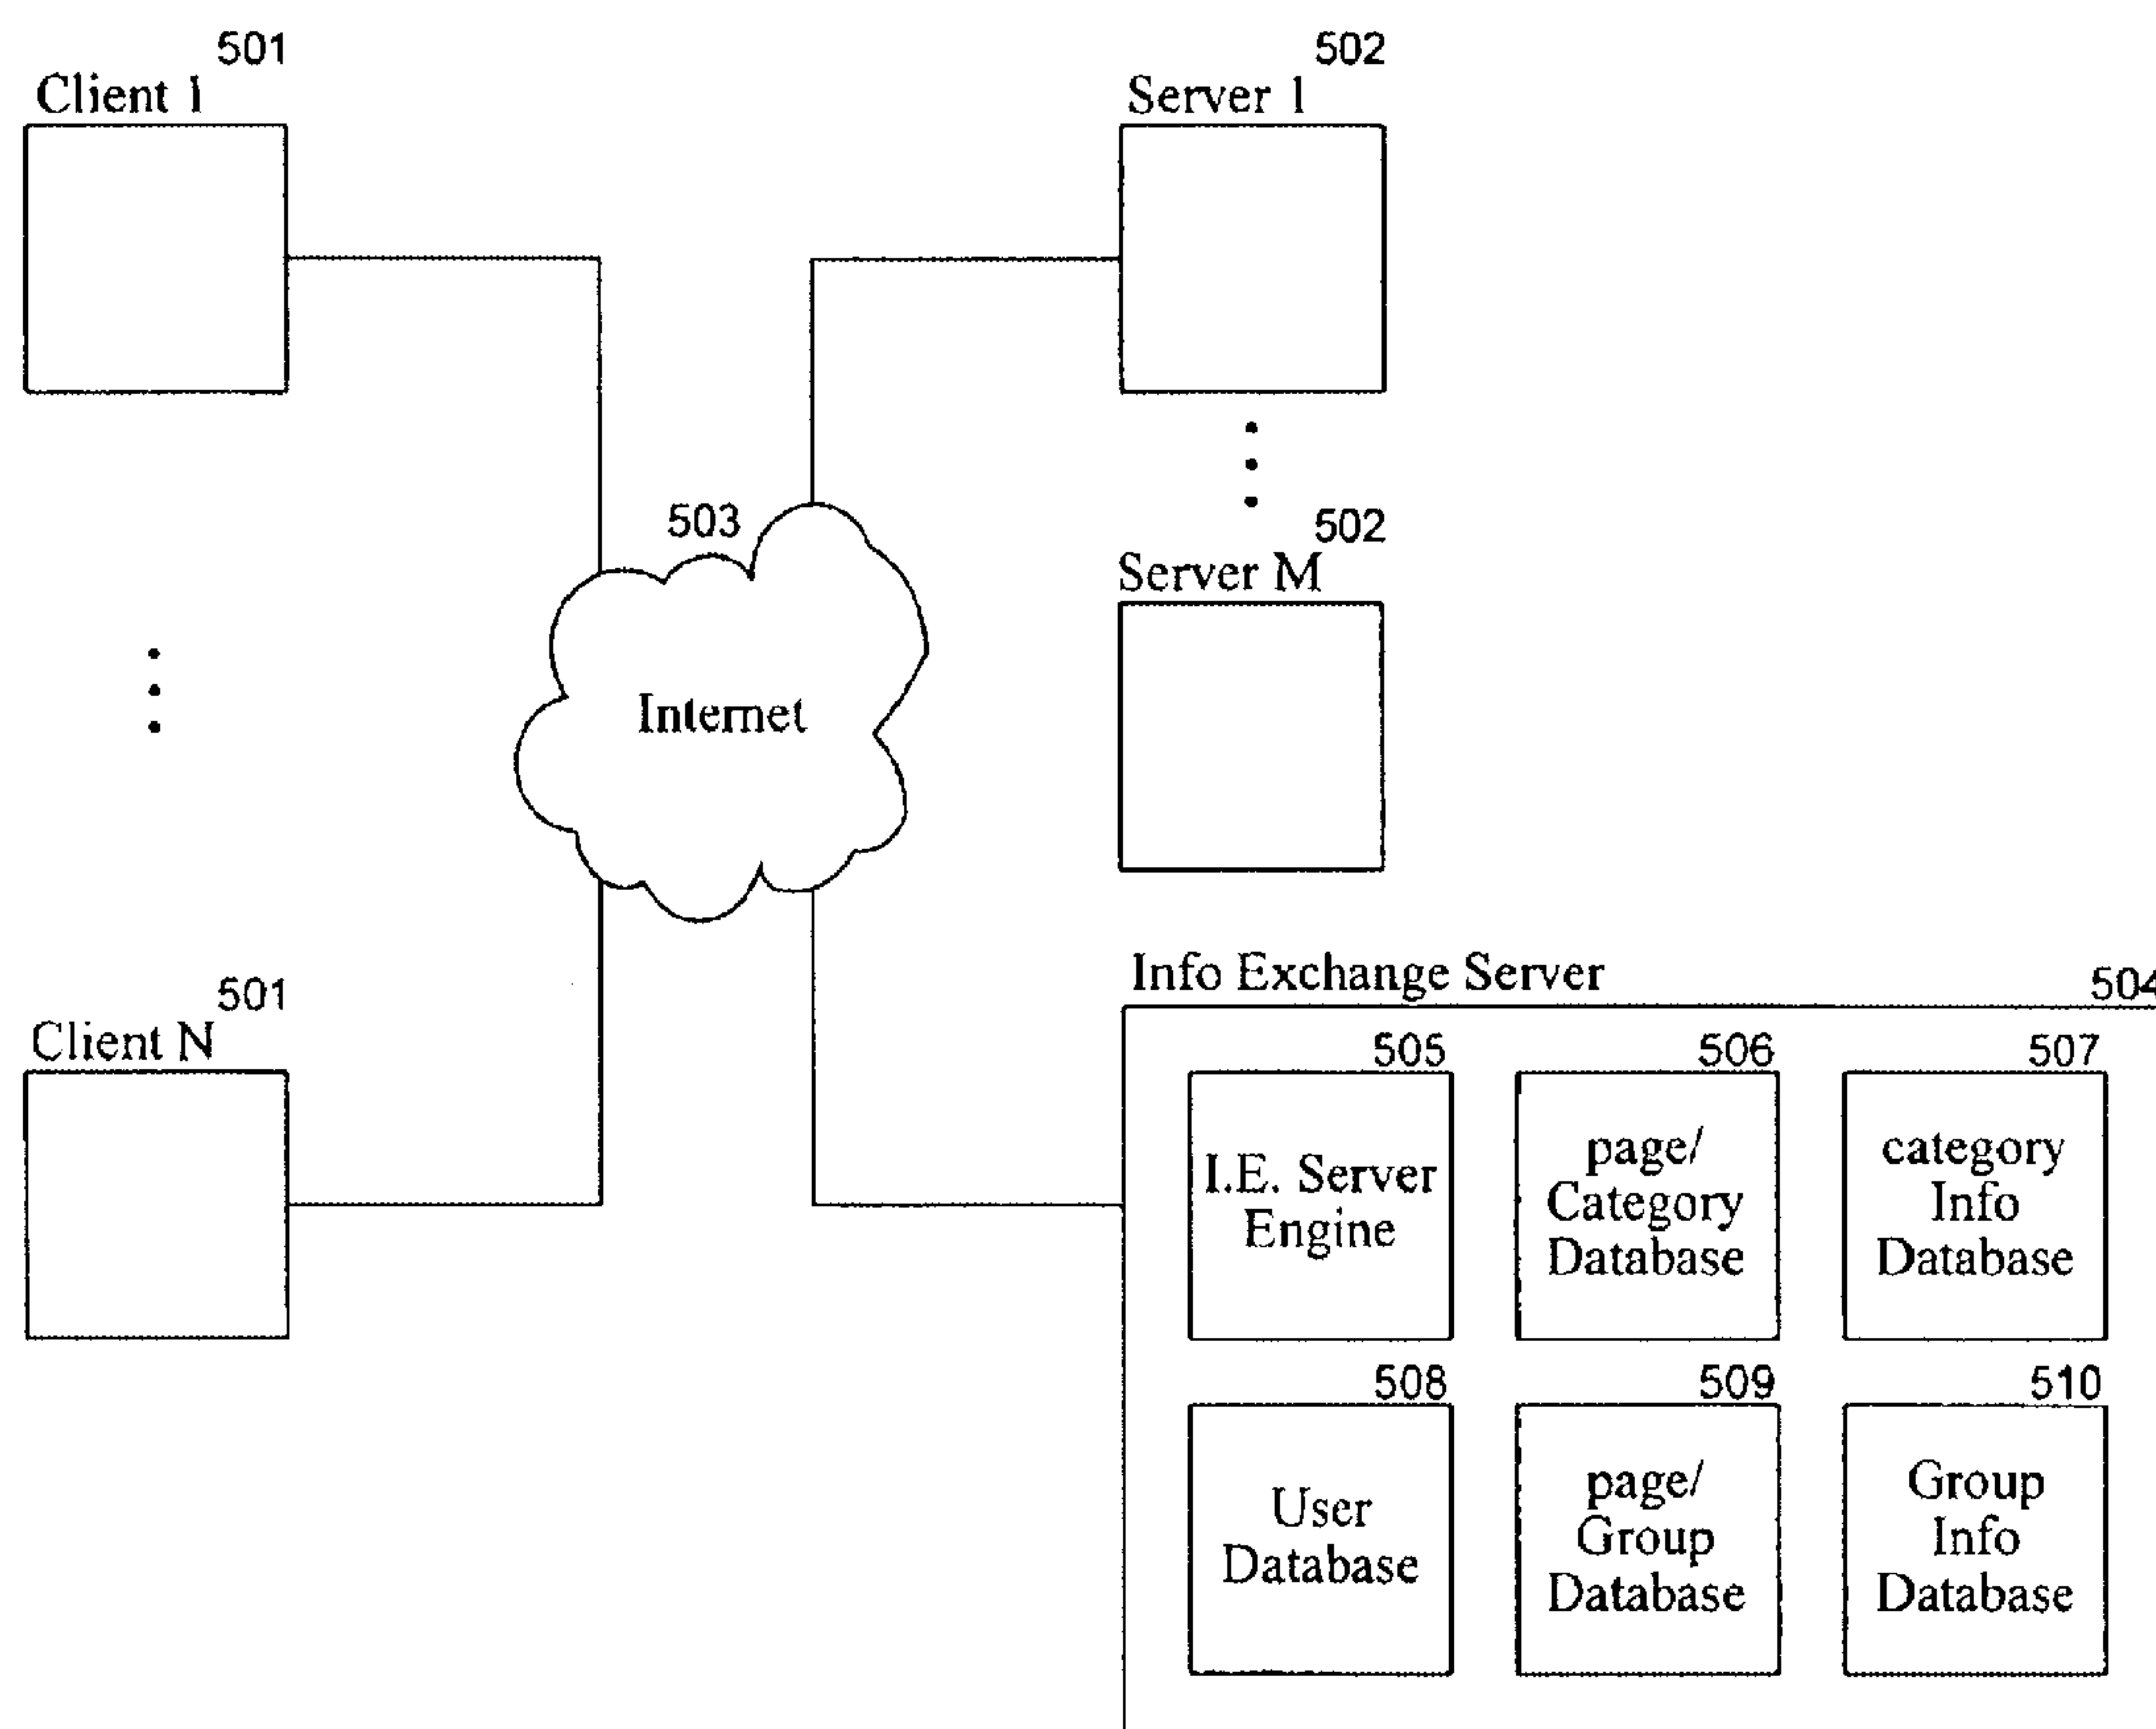 501
Client 1
502
Server 1
503
502
Server M
Internet
501
Client N
Info Exchange Server
504
505
506
507
I.E. Server
Engine
page/
Category
Database
category
Info
Database
508
509
510
User
Database
page/
Group
Database
Group
Info
Database